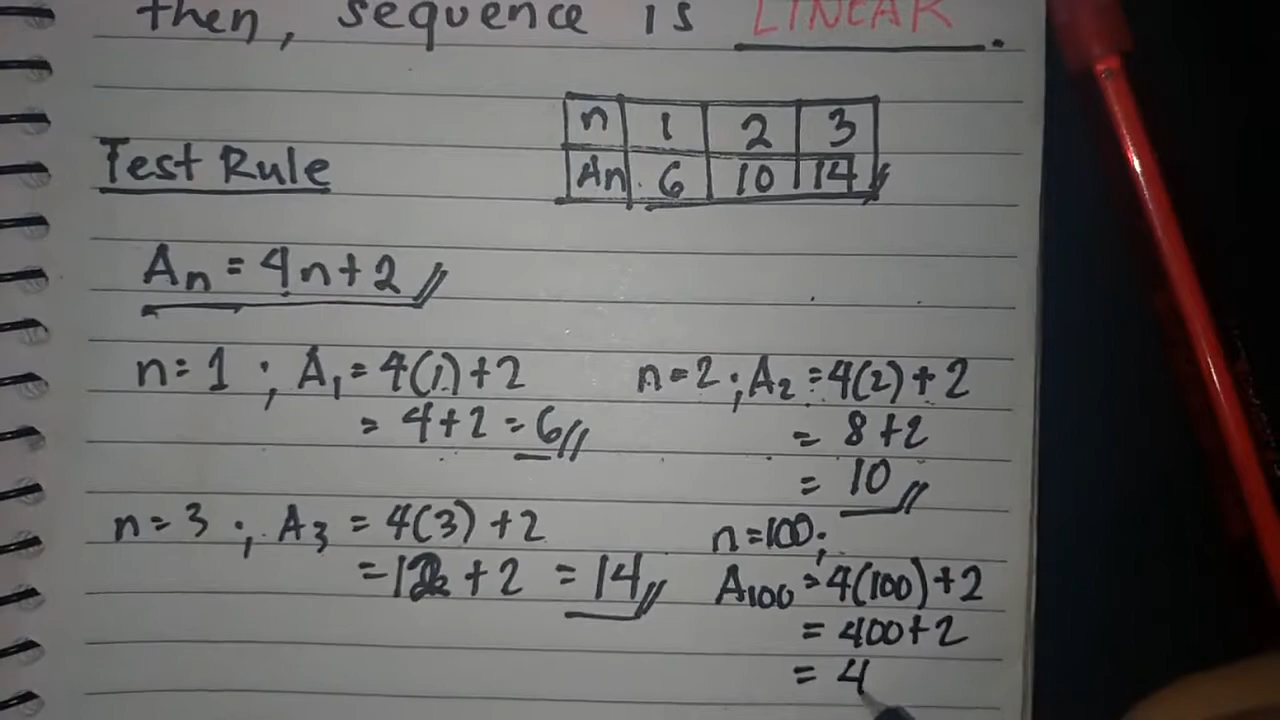 then, sequence is LINEAR.
n 1 2 3
Test Rule
An 6 10 14
An = 4n+2
n=1 ; A1 = 4(1)+2
= 4+2 = 6
n=2 ; A2 = 4(2)+2
= 8+2
= 10
n=3 ; A3 = 4(3)+2
= 12+2 = 14
n=100;
A100 = 4(100)+2
= 400+2
= 4